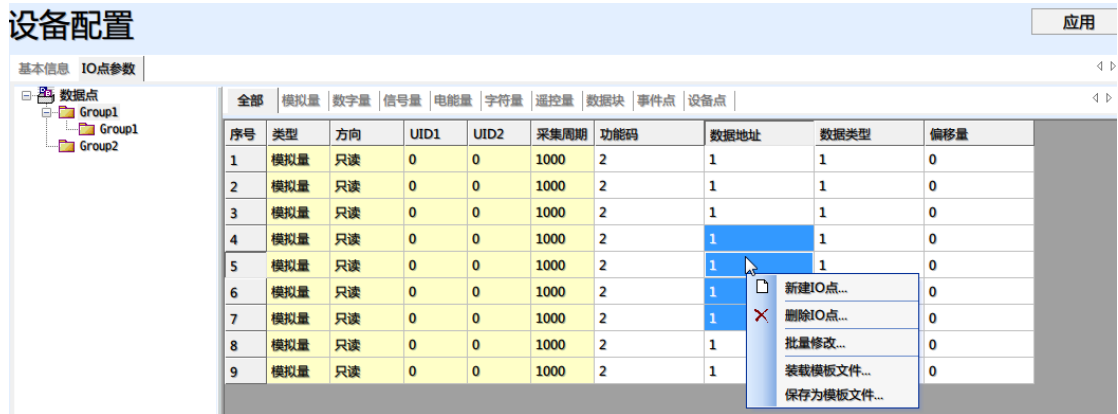 设备配置
应用
基本信息 IO点参数
数据点
Group1
Group1
Group2
全部 模拟量 数字量 信号量 电能量 字符量 遥控量 数据块 事件点 设备点
序号 类型 方向 UID1 UID2 采集周期 功能码 数据地址 数据类型 偏移量
1 模拟量 只读 0 0 1000 2 1 1 0
2 模拟量 只读 0 0 1000 2 1 1 0
3 模拟量 只读 0 0 1000 2 1 1 0
4 模拟量 只读 0 0 1000 2 1 1 0
5 模拟量 只读 0 0 1000 2 1 1 0
6 模拟量 只读 0 0 1000 2 1 0
7 模拟量 只读 0 0 1000 2 1 0
8 模拟量 只读 0 0 1000 2 1 0
9 模拟量 只读 0 0 1000 2 1 0
新建IO点...
删除IO点...
批量修改...
装载模板文件...
保存为模板文件...